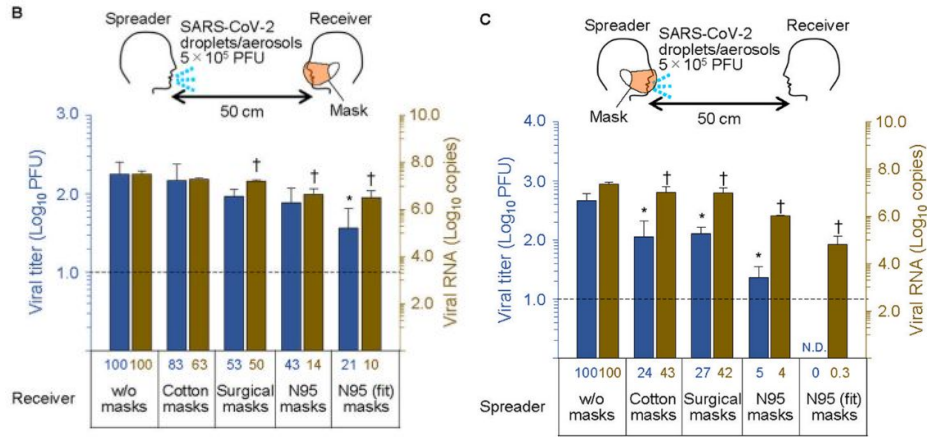 B
Spreader
SARS-CoV-2
droplets/aerosols
5 × 10⁵ PFU
Receiver
50 cm
Mask
Viral titer (Log₁₀ PFU)
3.0
2.0
1.0
Viral RNA (Log₁₀ copies)
10.0
8.0
6.0
4.0
2.0
† † * †
100 100 83 63 53 50 43 14 21 10
Receiver
w/o masks
Cotton masks
Surgical masks
N95 masks
N95 (fit) masks
C
Spreader
SARS-CoV-2
droplets/aerosols
5 × 10⁵ PFU
Receiver
50 cm
Mask
Viral titer (Log₁₀ PFU)
4.0
3.0
2.0
1.0
Viral RNA (Log₁₀ copies)
10.0
8.0
6.0
4.0
2.0
* † * † * † †
N.D.
100 100 24 43 27 42 5 4 0 0.3
Spreader
w/o masks
Cotton masks
Surgical masks
N95 masks
N95 (fit) masks